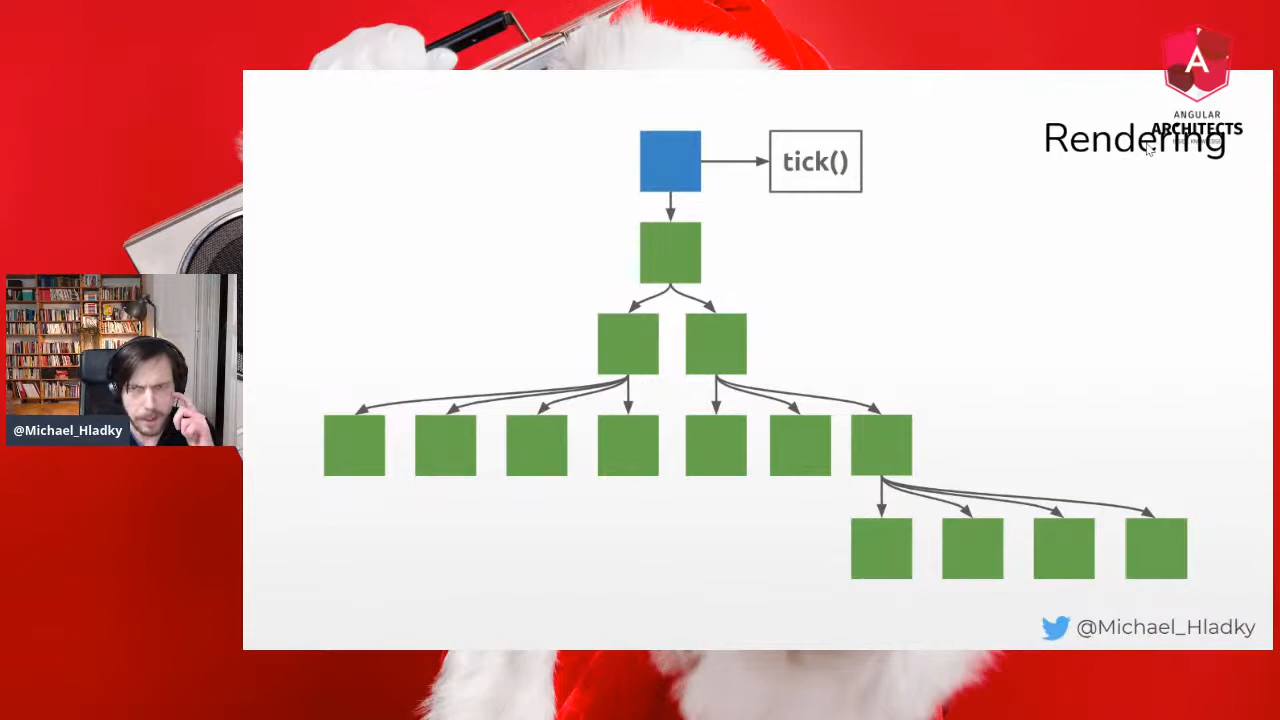 A
ANGULAR
ARCHITECTS
Rendering
tick()
@Michael_Hladky
@Michael_Hladky